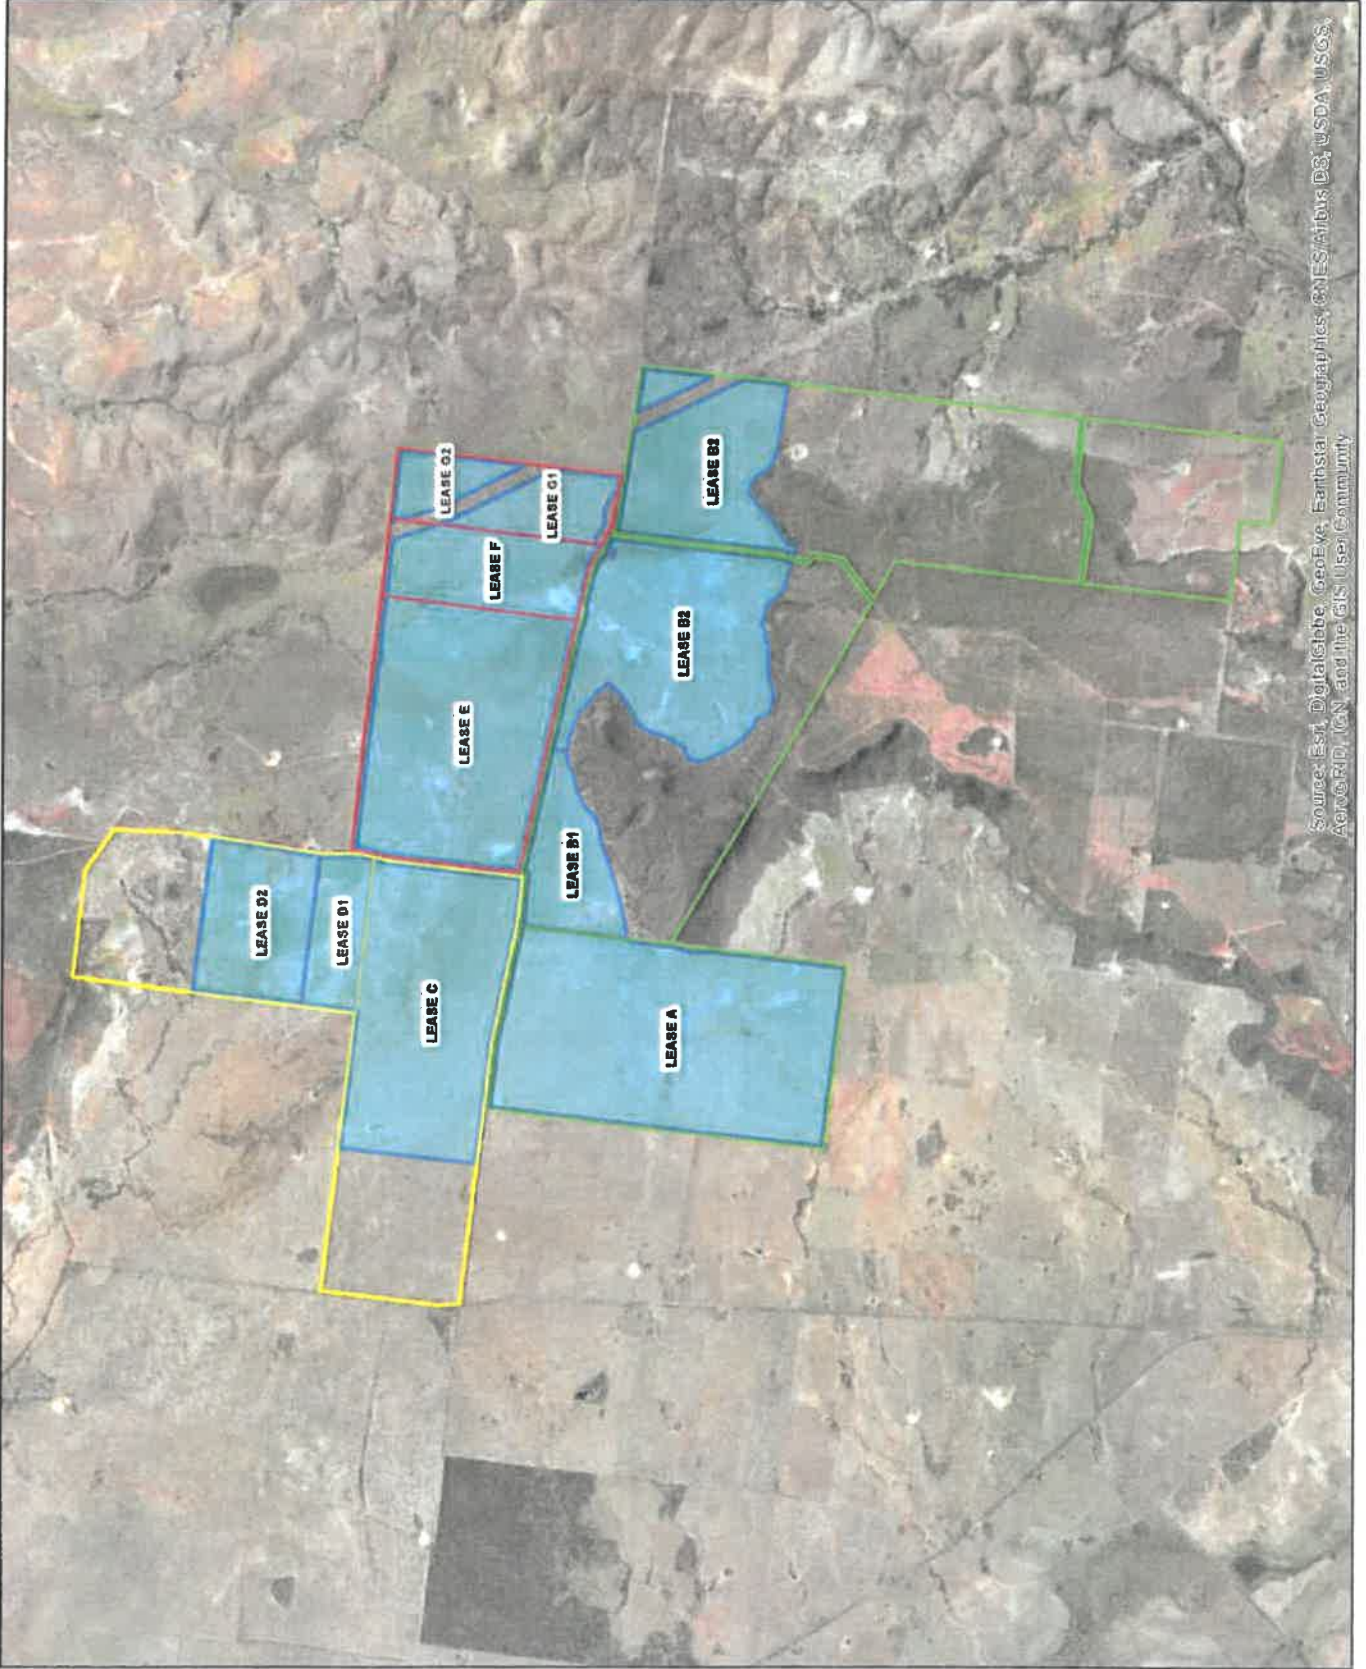 LEASE D2
LEASE D1
LEASE C
LEASE G2
LEASE E
LEASE F
LEASE G1
LEASE B1
LEASE A
LEASE B2
LEASE B2
Source: Esri, DigitalGlobe, GeoEye, Earthstar Geographics, CNES/Airbus DS, USDA, USGS,
AeroGRID, IGN, and the GIS User Community